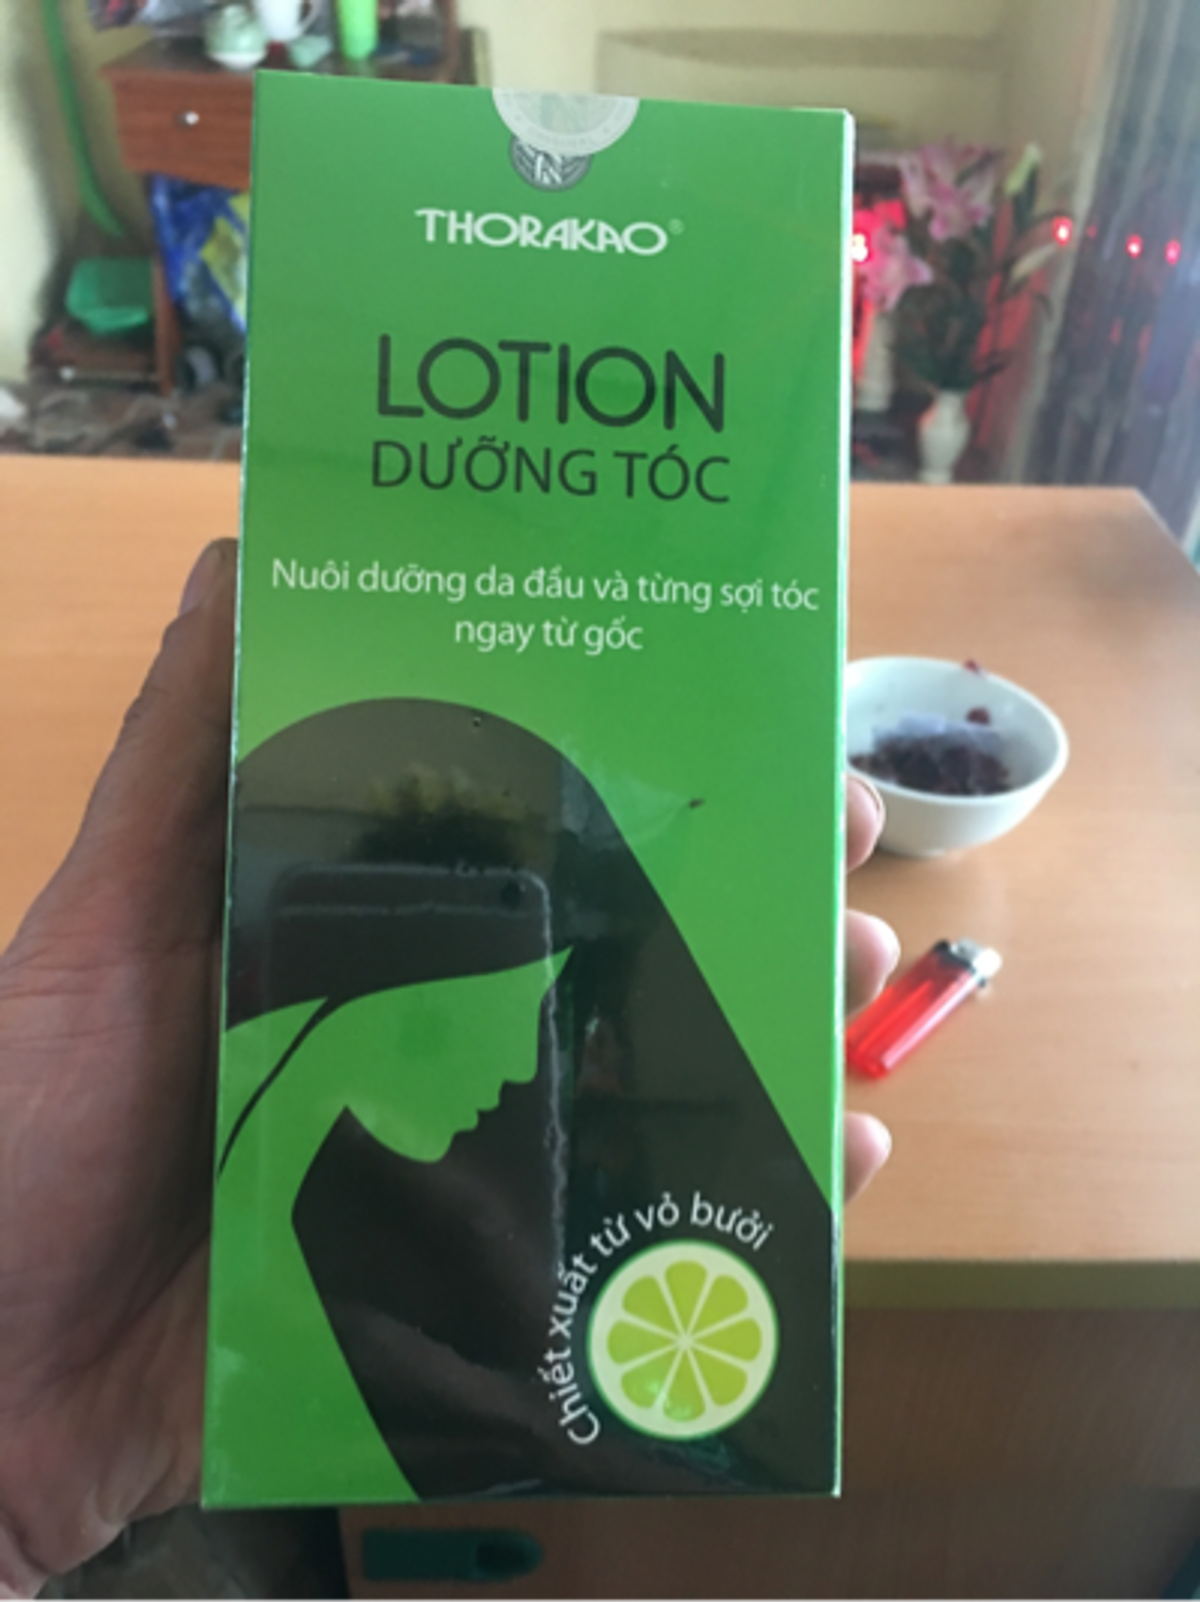 THORAKAO®
LOTION
DƯỠNG TÓC
Nuôi dưỡng da đầu và từng sợi tóc
ngay từ gốc
Chiết xuất từ vỏ bưởi